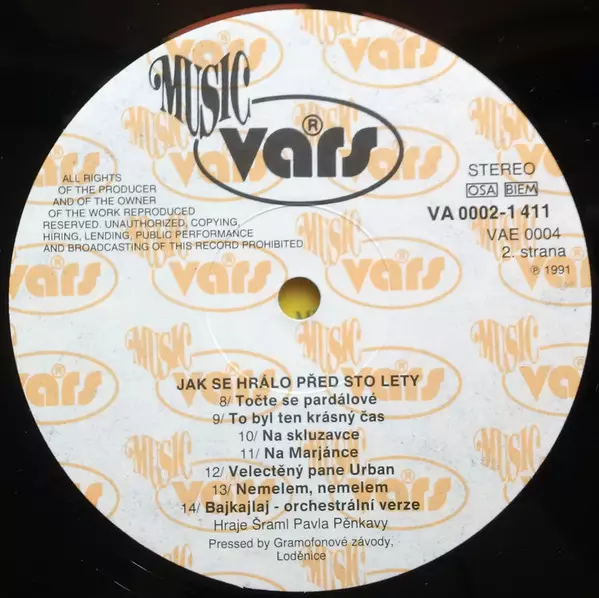 MUSIC
vars
®
ALL RIGHTS
OF THE PRODUCER
AND OF THE OWNER
OF THE WORK REPRODUCED
RESERVED. UNAUTHORIZED, COPYING,
HIRING, LENDING, PUBLIC PERFORMANCE
AND BROADCASTING OF THIS RECORD PROHIBITED
STEREO
OSA BIEM
VA 0002-1 411
VAE 0004
2. strana
℗ 1991
JAK SE HRÁLO PŘED STO LETY
8/ Točte se pardálové
9/ To byl ten krásný čas
10/ Na skluzavce
11/ Na Marjánce
12/ Velectěný pane Urban
13/ Nemelem, nemelem
14/ Bajkajlaj - orchestrální verze
Hraje Šraml Pavla Pěnkavy
Pressed by Gramofonové závody,
Loděnice